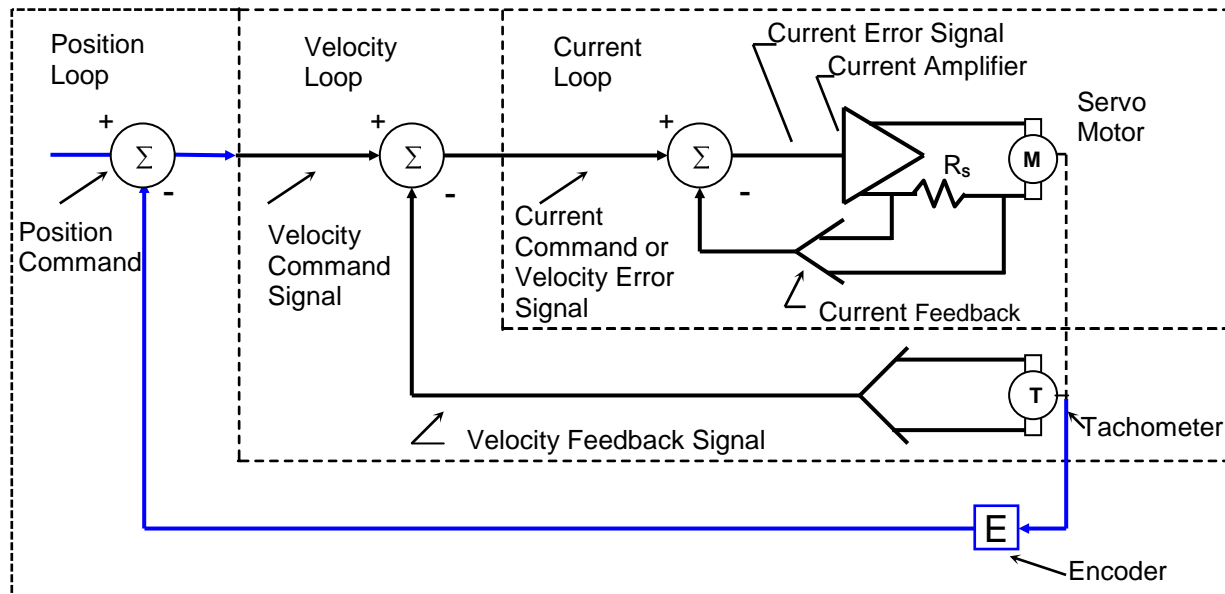 Position
Loop
Velocity
Loop
Current
Loop
Current Error Signal
Current Amplifier
Servo
Motor
+
Σ
-
+
Σ
-
+
Σ
-
Rs
M
Position
Command
Velocity
Command
Signal
Current
Command or
Velocity Error
Signal
Current Feedback
T
Tachometer
Velocity Feedback Signal
E
Encoder